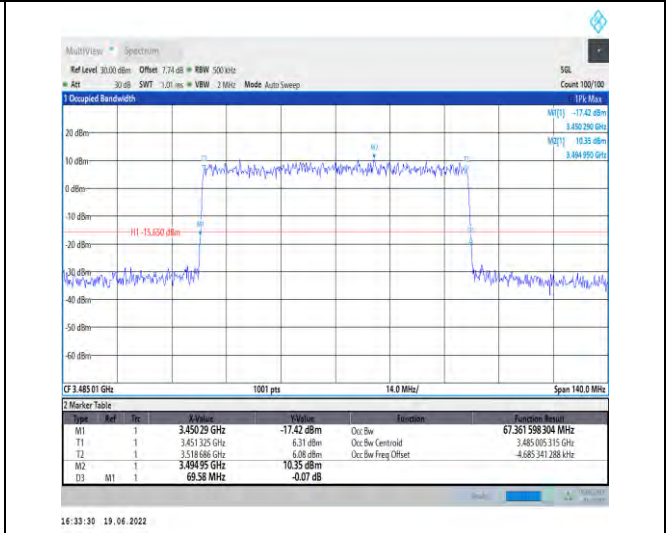 MultiView Spectrum
Ref Level 30.00 dBm Offset 7.74 dB RBW 500 kHz SGL
Att 30 dB SWT 1.01 ms VBW 2 MHz Mode Auto Sweep Count 100/100
1 Occupied Bandwidth 1Pk Max
M1[1] -17.42 dBm
3.450 290 GHz
M2[1] 10.35 dBm
3.494 950 GHz
20 dBm
M2
10 dBm
0 dBm
-10 dBm
H1 -15.650 dBm
-20 dBm
-30 dBm
-40 dBm
-50 dBm
-60 dBm
CF 3.485 01 GHz 1001 pts 14.0 MHz/ Span 140.0 MHz
2 Marker Table
Type Ref Trc X-Value Y-Value Function Function Result
M1 1 3.450 29 GHz -17.42 dBm Occ Bw 67.361 598 304 MHz
T1 1 3.451 325 GHz 6.31 dBm Occ Bw Centroid 3.485 005 315 GHz
T2 1 3.518 686 GHz 6.08 dBm Occ Bw Freq Offset -4.685 341 288 kHz
M2 1 3.494 95 GHz 10.35 dBm
D3 M1 1 69.58 MHz -0.07 dB
16:33:30 19.06.2022